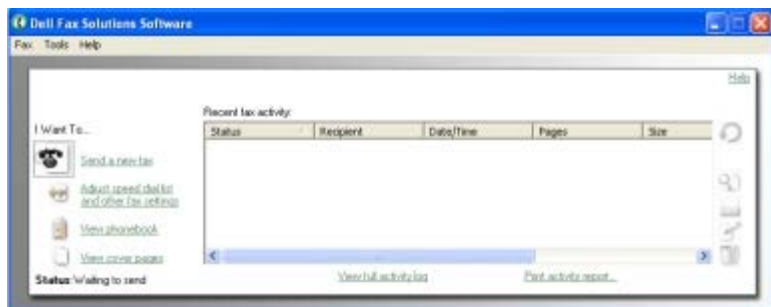 Dell Fax Solutions Software
Fax Tools Help
Help
Recent fax activity:
I Want To...
Status Recipient Date/Time Pages Size
Send a new fax
Adjust speed dial list
and other fax settings
View phonebook
View cover pages
Status: Waiting to send
View full activity log
Print activity report...